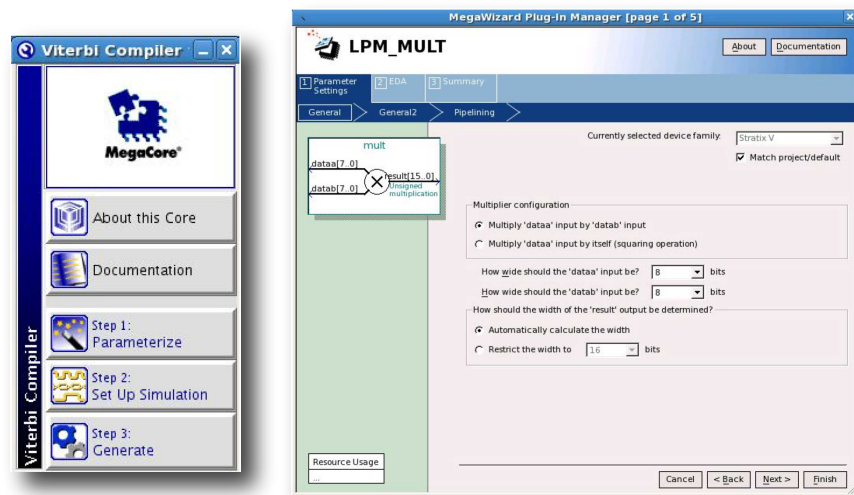 Viterbi Compiler
MegaCore®
About this Core
Documentation
Step 1:
Parameterize
Step 2:
Set Up Simulation
Step 3:
Generate
Viterbi Compiler
MegaWizard Plug-In Manager [page 1 of 5]
LPM_MULT
About
Documentation
1 Parameter
Settings
2 EDA
3 Summary
General
General2
Pipelining
mult
dataa[7..0]
result[15..0]
datab[7..0]
Unsigned
multiplication
Currently selected device family:
Stratix V
Match project/default
Multiplier configuration
Multiply 'dataa' input by 'datab' input
Multiply 'dataa' input by itself (squaring operation)
How wide should the 'dataa' input be? 8 bits
How wide should the 'datab' input be? 8 bits
How should the width of the 'result' output be determined?
Automatically calculate the width
Restrict the width to 16 bits
Resource Usage
...
Cancel
< Back
Next >
Finish